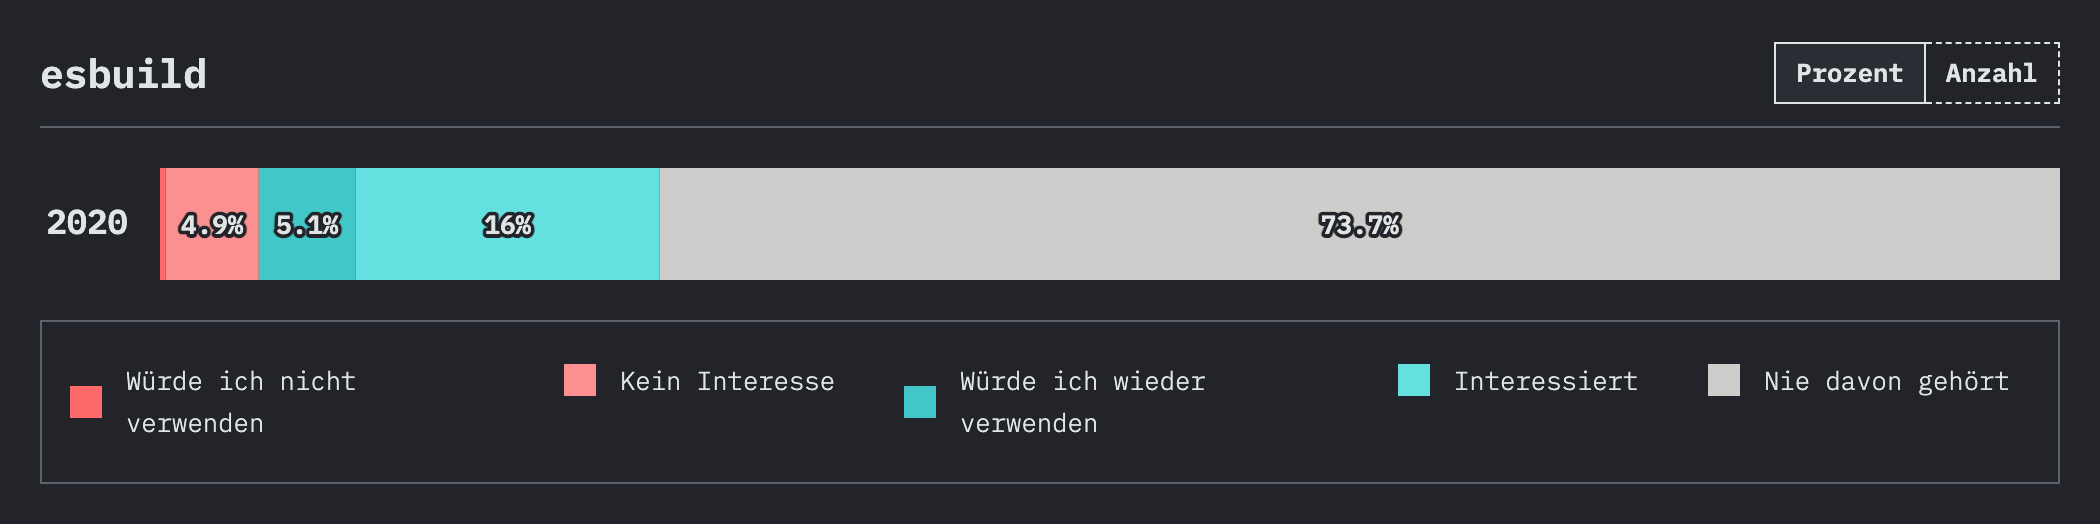 esbuild
Prozent
Anzahl
2020
4.9%
5.1%
16%
73.7%
Würde ich nicht
verwenden
Kein Interesse
Würde ich wieder
verwenden
Interessiert
Nie davon gehört